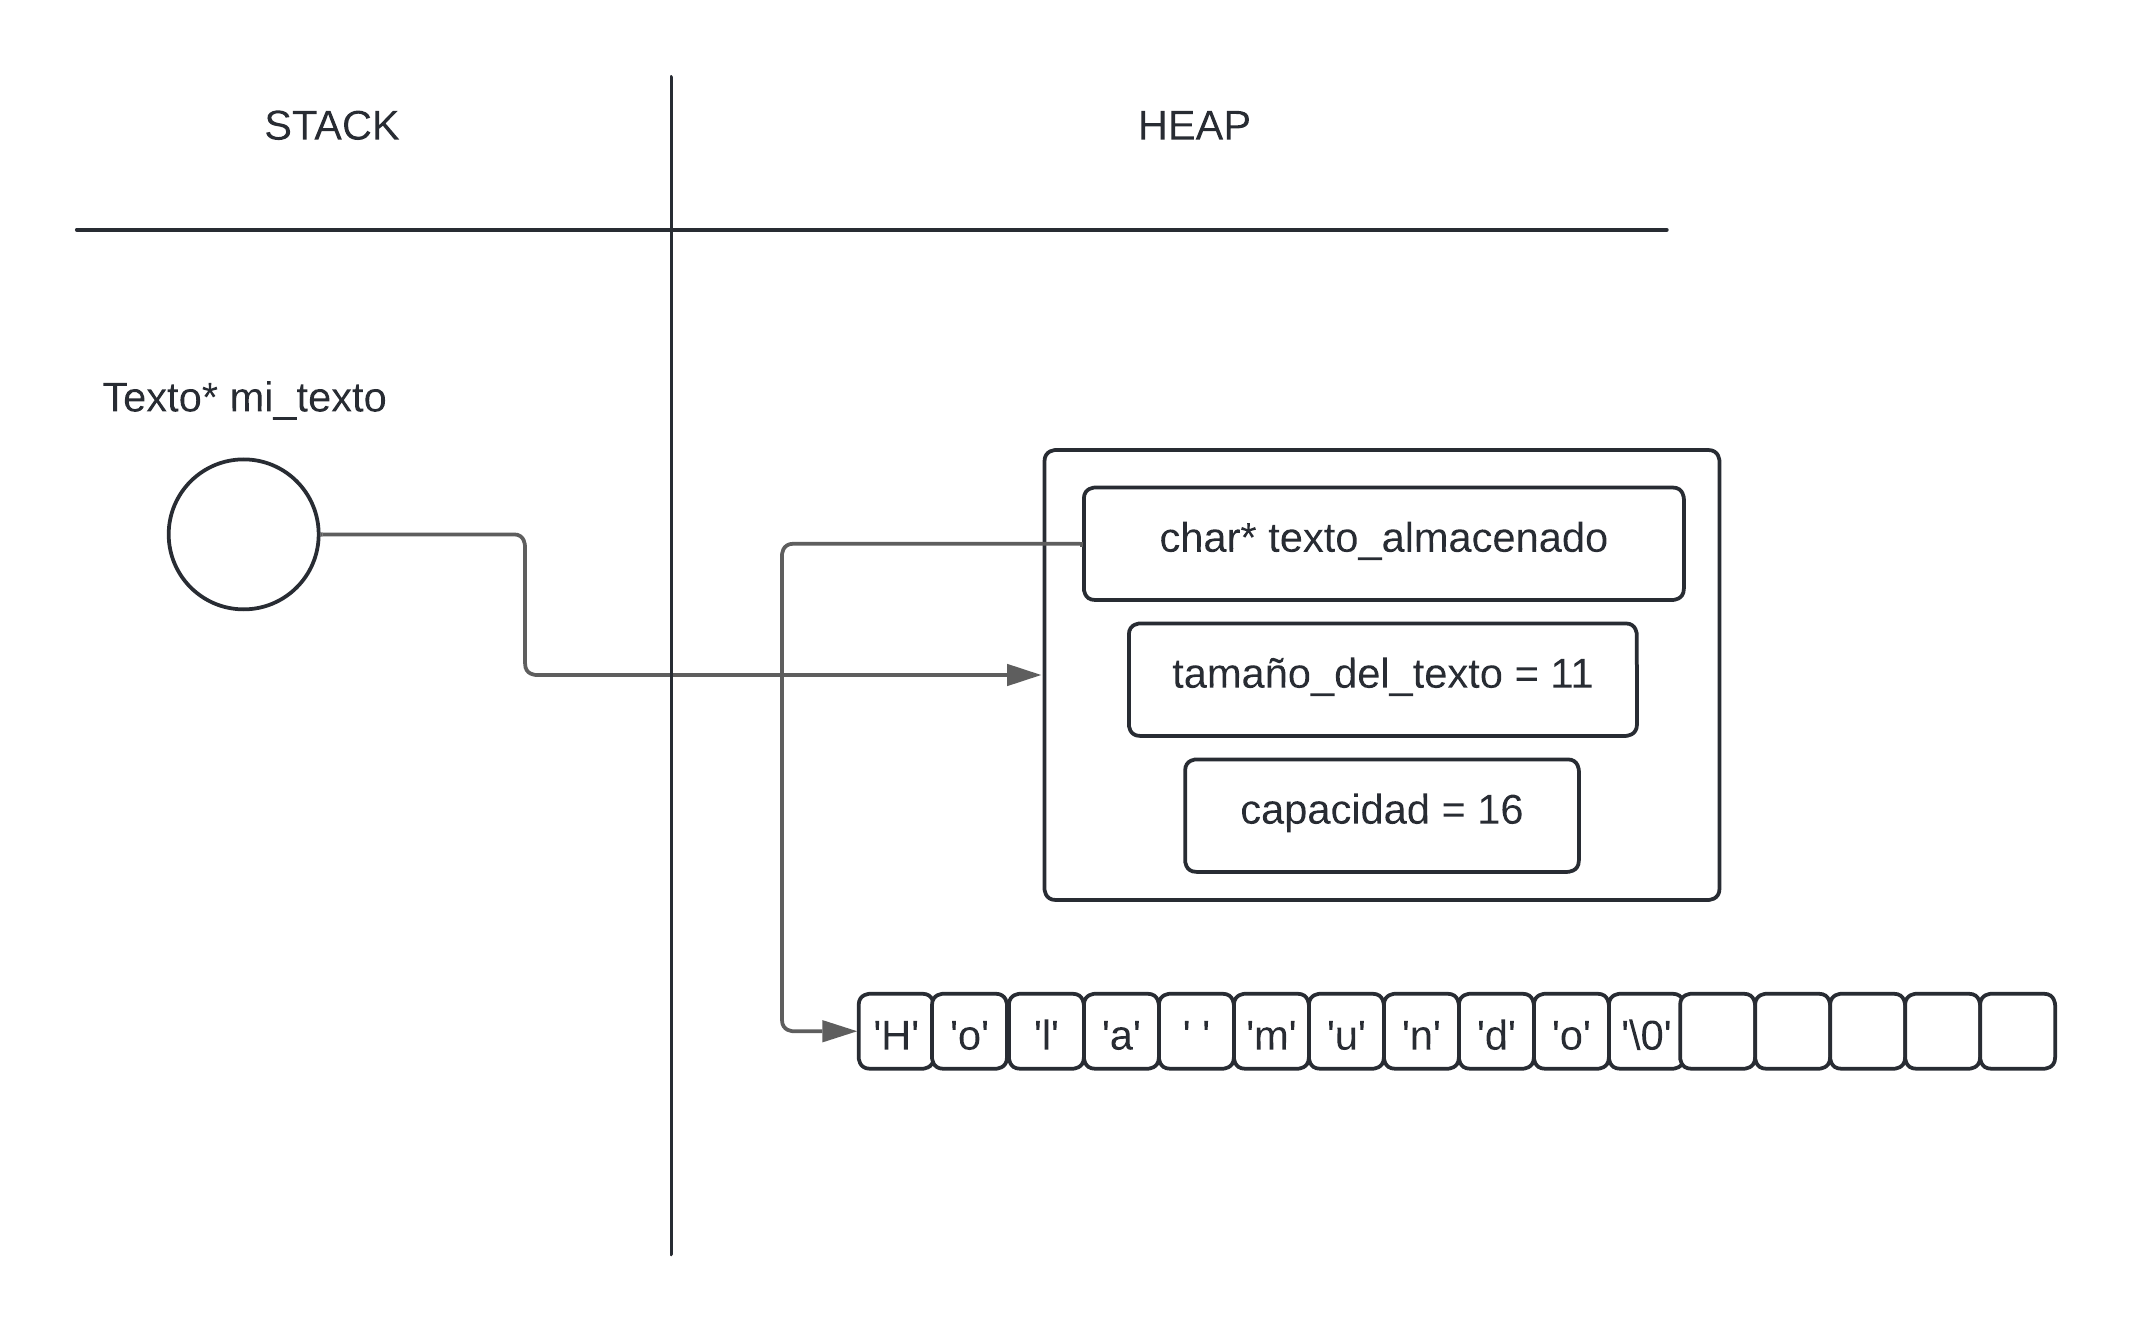 STACK
HEAP
Texto* mi_texto
char* texto_almacenado
tamaño_del_texto = 11
capacidad = 16
'H' 'o' 'l' 'a' ' ' 'm' 'u' 'n' 'd' 'o' '\0'